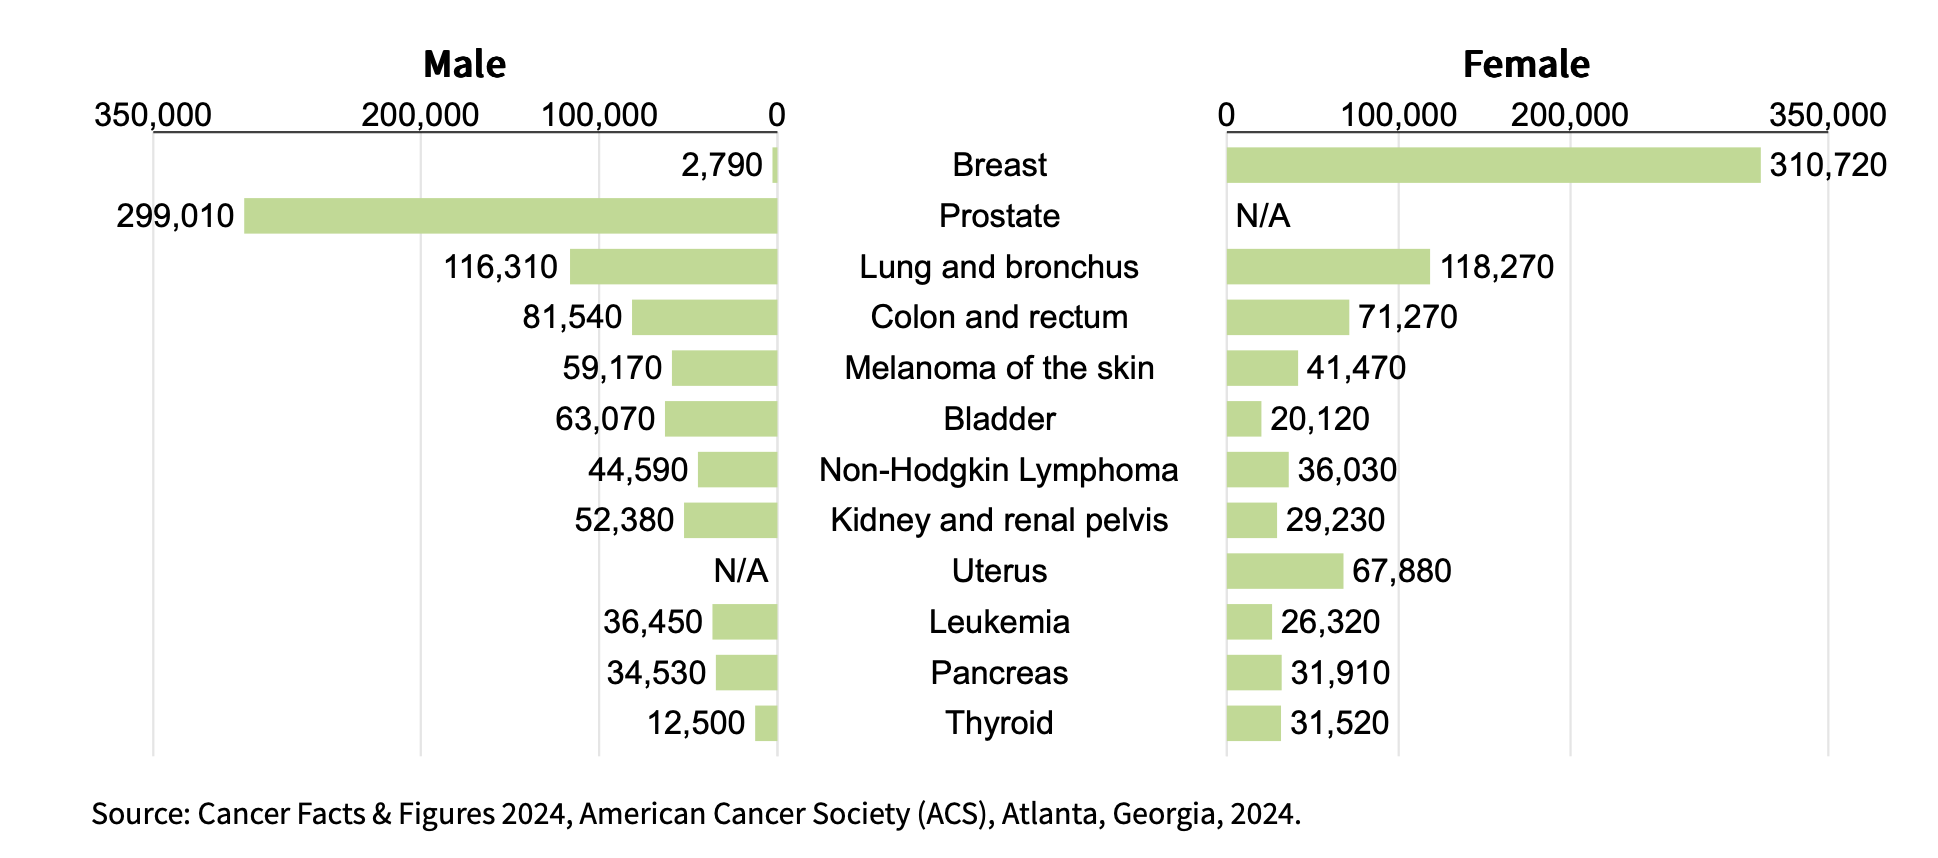 Male Female
350,000 200,000 100,000 0 0 100,000 200,000 350,000
2,790 Breast 310,720
299,010 Prostate N/A
116,310 Lung and bronchus 118,270
81,540 Colon and rectum 71,270
59,170 Melanoma of the skin 41,470
63,070 Bladder 20,120
44,590 Non-Hodgkin Lymphoma 36,030
52,380 Kidney and renal pelvis 29,230
N/A Uterus 67,880
36,450 Leukemia 26,320
34,530 Pancreas 31,910
12,500 Thyroid 31,520
Source: Cancer Facts & Figures 2024, American Cancer Society (ACS), Atlanta, Georgia, 2024.